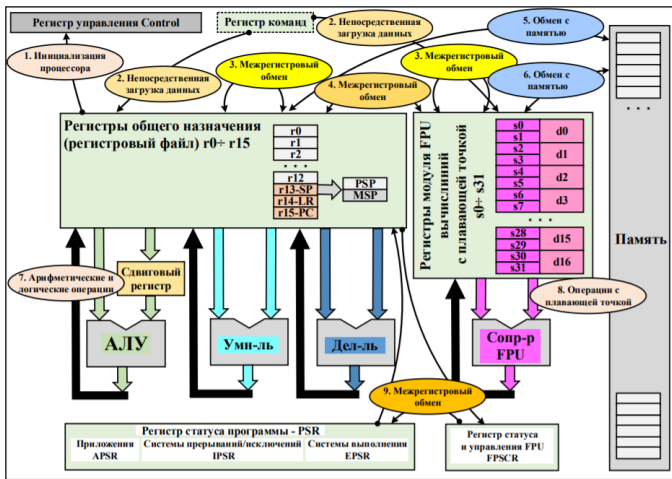 Регистр управления Control
Регистр команд
2. Непосредственная
загрузка данных
5. Обмен с
памятью
1. Инициализация
процессора
2. Непосредственная
загрузка данных
3. Межрегистровый
обмен
3. Межрегистровый
обмен
4. Межрегистровый
обмен
6. Обмен с
памятью
Регистры общего назначения
(регистровый файл) r0÷ r15
r0
r1
r2
r12
r13-SP
r14-LR
r15-PC
PSP
MSP
Регистры модуля FPU
вычислиний
с плавающей точкой
s0÷ s31
s0
s1
s2
s3
s4
s5
s6
s7
d0
d1
d2
d3
. . .
s28
s29
s30
s31
d15
d16
. . .
Память
7. Арифметические и
логические операции
Сдвиговый
регистр
8. Операции с
плавающей точкой
АЛУ
Умн-ль
Дел-ль
Сопр-р
FPU
9. Межрегистровый
обмен
Регистр статуса программы - PSR
Приложения
APSR
Системы прерываний/исключений
IPSR
Системы выполнения
EPSR
Регистр статуса
и управления FPU
FPSCR